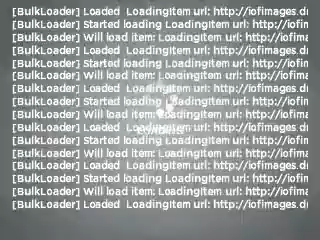 [BulkLoader] Loaded LoadingItem url: http://iofimages.d
[BulkLoader] Started loading LoadingItem url: http://iofi
[BulkLoader] Will load item: LoadingItem url: http://iofima
[BulkLoader] Loaded LoadingItem url: http://iofimages.d
[BulkLoader] Started loading LoadingItem url: http://iofi
[BulkLoader] Will load item: LoadingItem url: http://iofima
[BulkLoader] Loaded LoadingItem url: http://iofimages.d
[BulkLoader] Started loading LoadingItem url: http://iofi
[BulkLoader] Will load item: LoadingItem url: http://iofima
[BulkLoader] Loaded LoadingItem url: http://iofimages.d
[BulkLoader] Started loading LoadingItem url: http://iofi
[BulkLoader] Will load item: LoadingItem url: http://iofima
[BulkLoader] Loaded LoadingItem url: http://iofimages.d
[BulkLoader] Started loading LoadingItem url: http://iofi
[BulkLoader] Will load item: LoadingItem url: http://iofima
[BulkLoader] Loaded LoadingItem url: http://iofimages.d